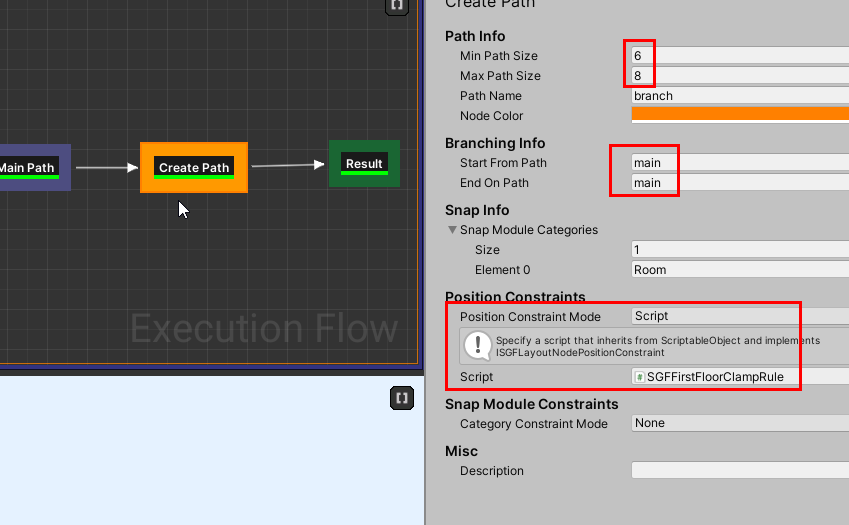 Create Path
Path Info
Min Path Size 6
Max Path Size 8
Path Name branch
Node Color
Branching Info
Start From Path main
End On Path main
Snap Info
Snap Module Categories
Size 1
Element 0 Room
Position Constraints
Position Constraint Mode Script
Specify a script that inherits from ScriptableObject and implements
ISGFLayoutNodePositionConstraint
Script SGFFirstFloorClampRule
Snap Module Constraints
Category Constraint Mode None
Misc
Description
Main Path
Create Path
Result
Execution Flow